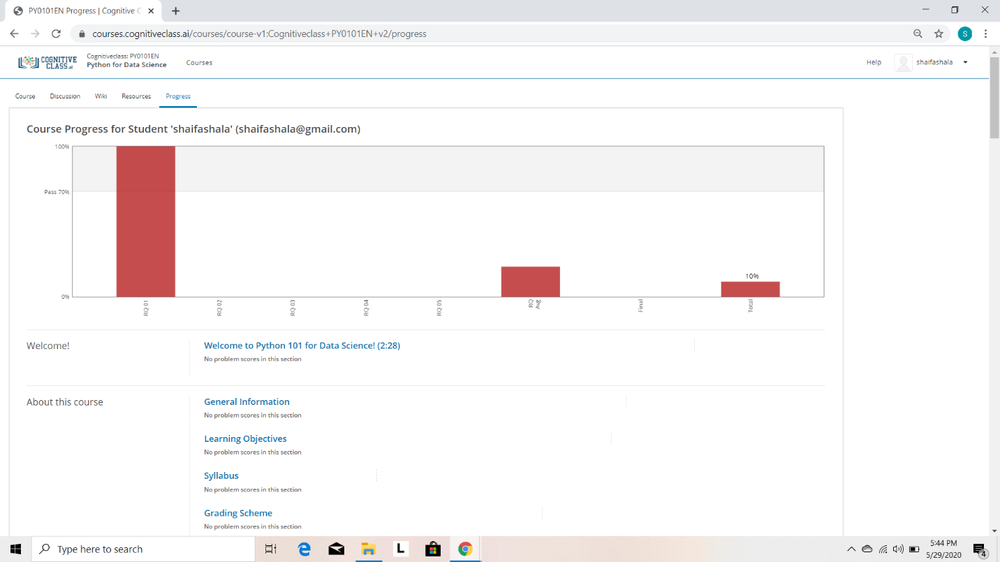 PY0101EN Progress | Cognitive C
courses.cognitiveclass.ai/courses/course-v1:Cognitiveclass+PY0101EN+v2/progress
S
COGNITIVE
CLASS.ai
Cognitiveclass: PY0101EN
Python for Data Science
Courses
Help
shaifashala
Course
Discussion
Wiki
Resources
Progress
Course Progress for Student 'shaifashala' (shaifashala@gmail.com)
100%
Pass 70%
0%
10%
RQ 01
RQ 02
RQ 03
RQ 04
RQ 05
RQ
Avg
Final
Total
Welcome!
Welcome to Python 101 for Data Science! (2:28)
No problem scores in this section
About this course
General Information
No problem scores in this section
Learning Objectives
No problem scores in this section
Syllabus
No problem scores in this section
Grading Scheme
No problem scores in this section
Type here to search
L
5:44 PM
5/29/2020
4